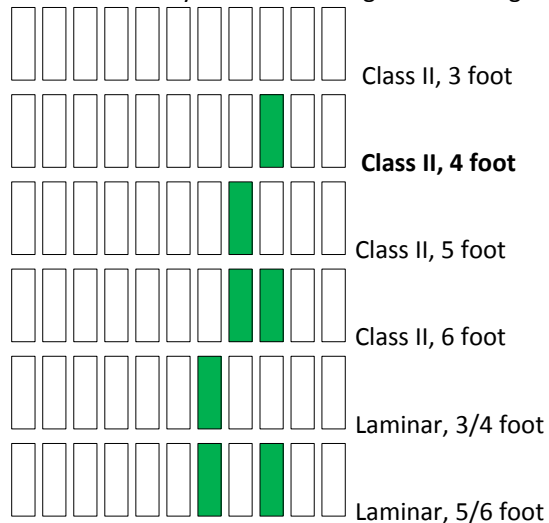 Class II, 3 foot
Class II, 4 foot
Class II, 5 foot
Class II, 6 foot
Laminar, 3/4 foot
Laminar, 5/6 foot